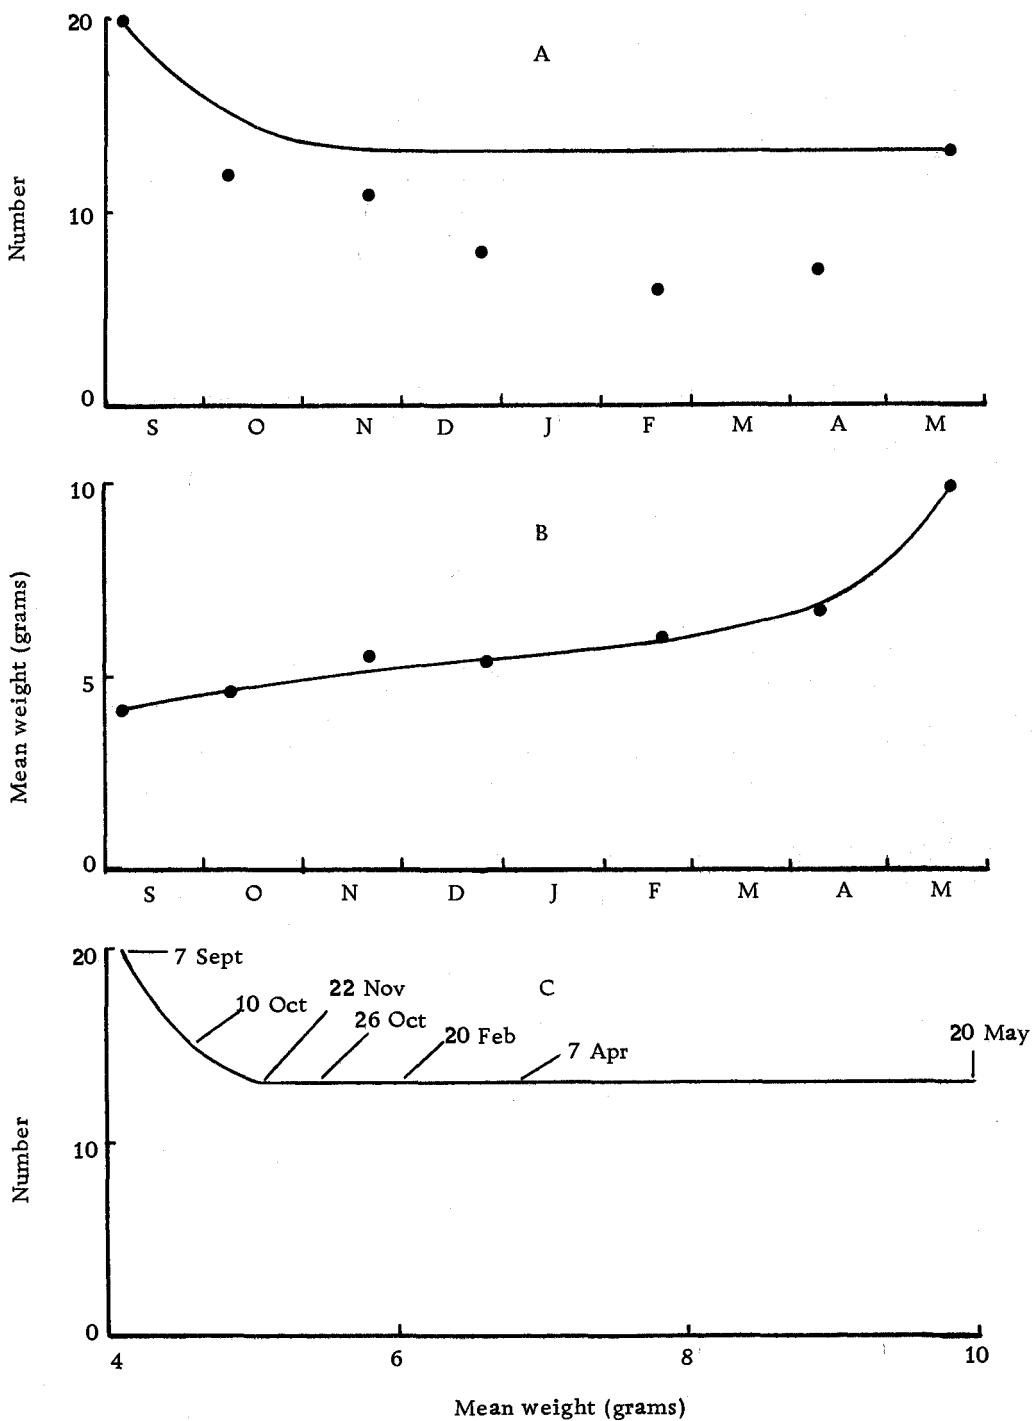 20
A
Number
10
0
S O N D J F M A M
10
B
Mean weight (grams)
5
0
S O N D J F M A M
20
7 Sept
C
22 Nov
10 Oct
26 Oct
20 Feb
20 May
7 Apr
10
Number
0
4 6 8 10
Mean weight (grams)